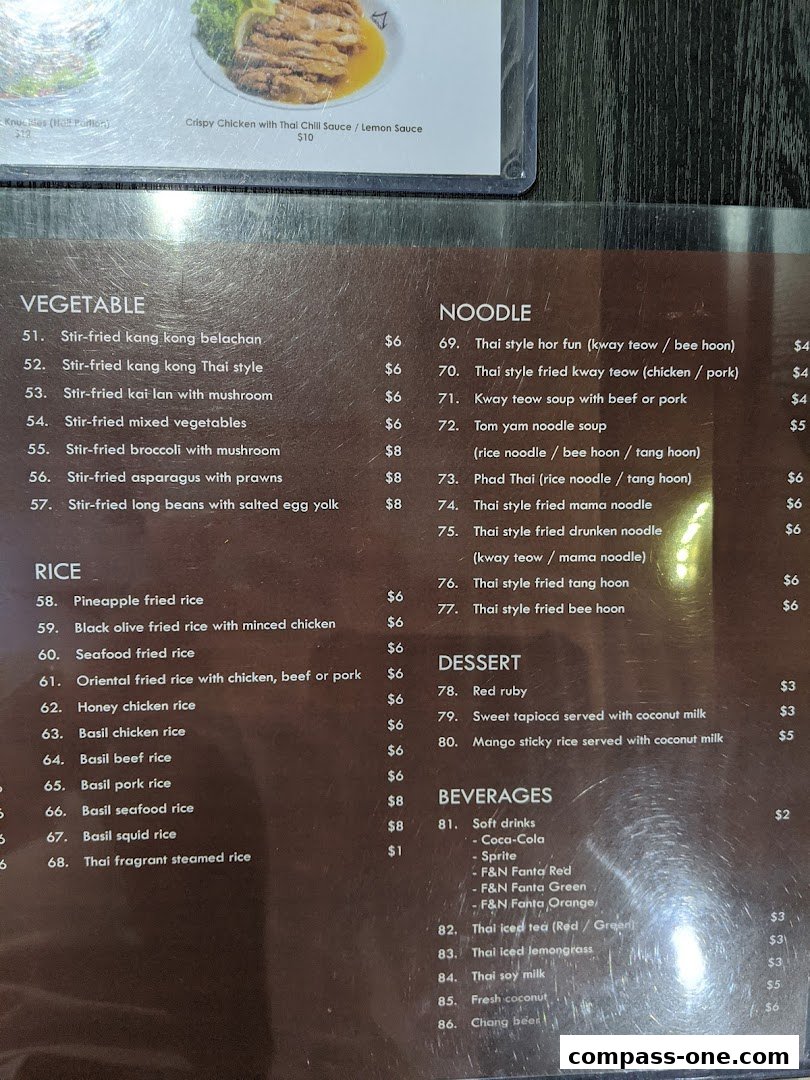 (Half Portion)
Crispy Chicken with Thai Chili Sauce / Lemon Sauce
$10
VEGETABLE
51. Stir-fried kang kong belachan $6
52. Stir-fried kang kong Thai style $6
53. Stir-fried kai lan with mushroom $6
54. Stir-fried mixed vegetables $6
55. Stir-fried broccoli with mushroom $8
56. Stir-fried asparagus with prawns $8
57. Stir-fried long beans with salted egg yolk $8
RICE
58. Pineapple fried rice $6
59. Black olive fried rice with minced chicken $6
60. Seafood fried rice $6
61. Oriental fried rice with chicken, beef or pork $6
62. Honey chicken rice $6
63. Basil chicken rice $6
64. Basil beef rice $6
65. Basil pork rice $6
66. Basil seafood rice $8
67. Basil squid rice $8
68. Thai fragrant steamed rice $1
NOODLE
69. Thai style hor fun (kway teow / bee hoon) $4
70. Thai style fried kway teow (chicken / pork) $4
71. Kway teow soup with beef or pork $4
72. Tom yam noodle soup $5
(rice noodle / bee hoon / tang hoon)
73. Phad Thai (rice noodle / tang hoon) $6
74. Thai style fried mama noodle $6
75. Thai style fried drunken noodle $6
(kway teow / mama noodle)
76. Thai style fried tang hoon $6
77. Thai style fried bee hoon $6
DESSERT
78. Red ruby $3
79. Sweet tapioca served with coconut milk $3
80. Mango sticky rice served with coconut milk $5
BEVERAGES
81. Soft drinks $2
- Coca-Cola
- Sprite
- F&N Fanta Red
- F&N Fanta Green
- F&N Fanta Orange
82. Thai iced tea (Red / Green) $3
83. Thai iced lemongrass $3
84. Thai soy milk $3
85. Fresh coconut $5
86. Chang beer $6
compass-one.com